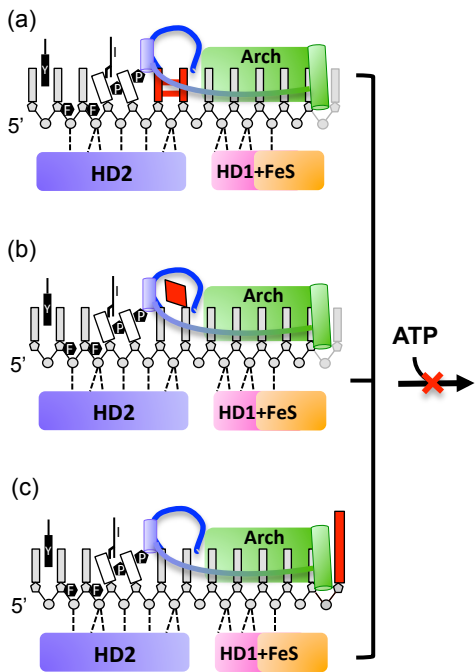 (a)
Y I P P Arch
F F
5’
HD2 HD1+FeS
(b)
Y I P P Arch
F F
5’
ATP
HD2 HD1+FeS
(c)
Y I P P Arch
F F
5’
HD2 HD1+FeS